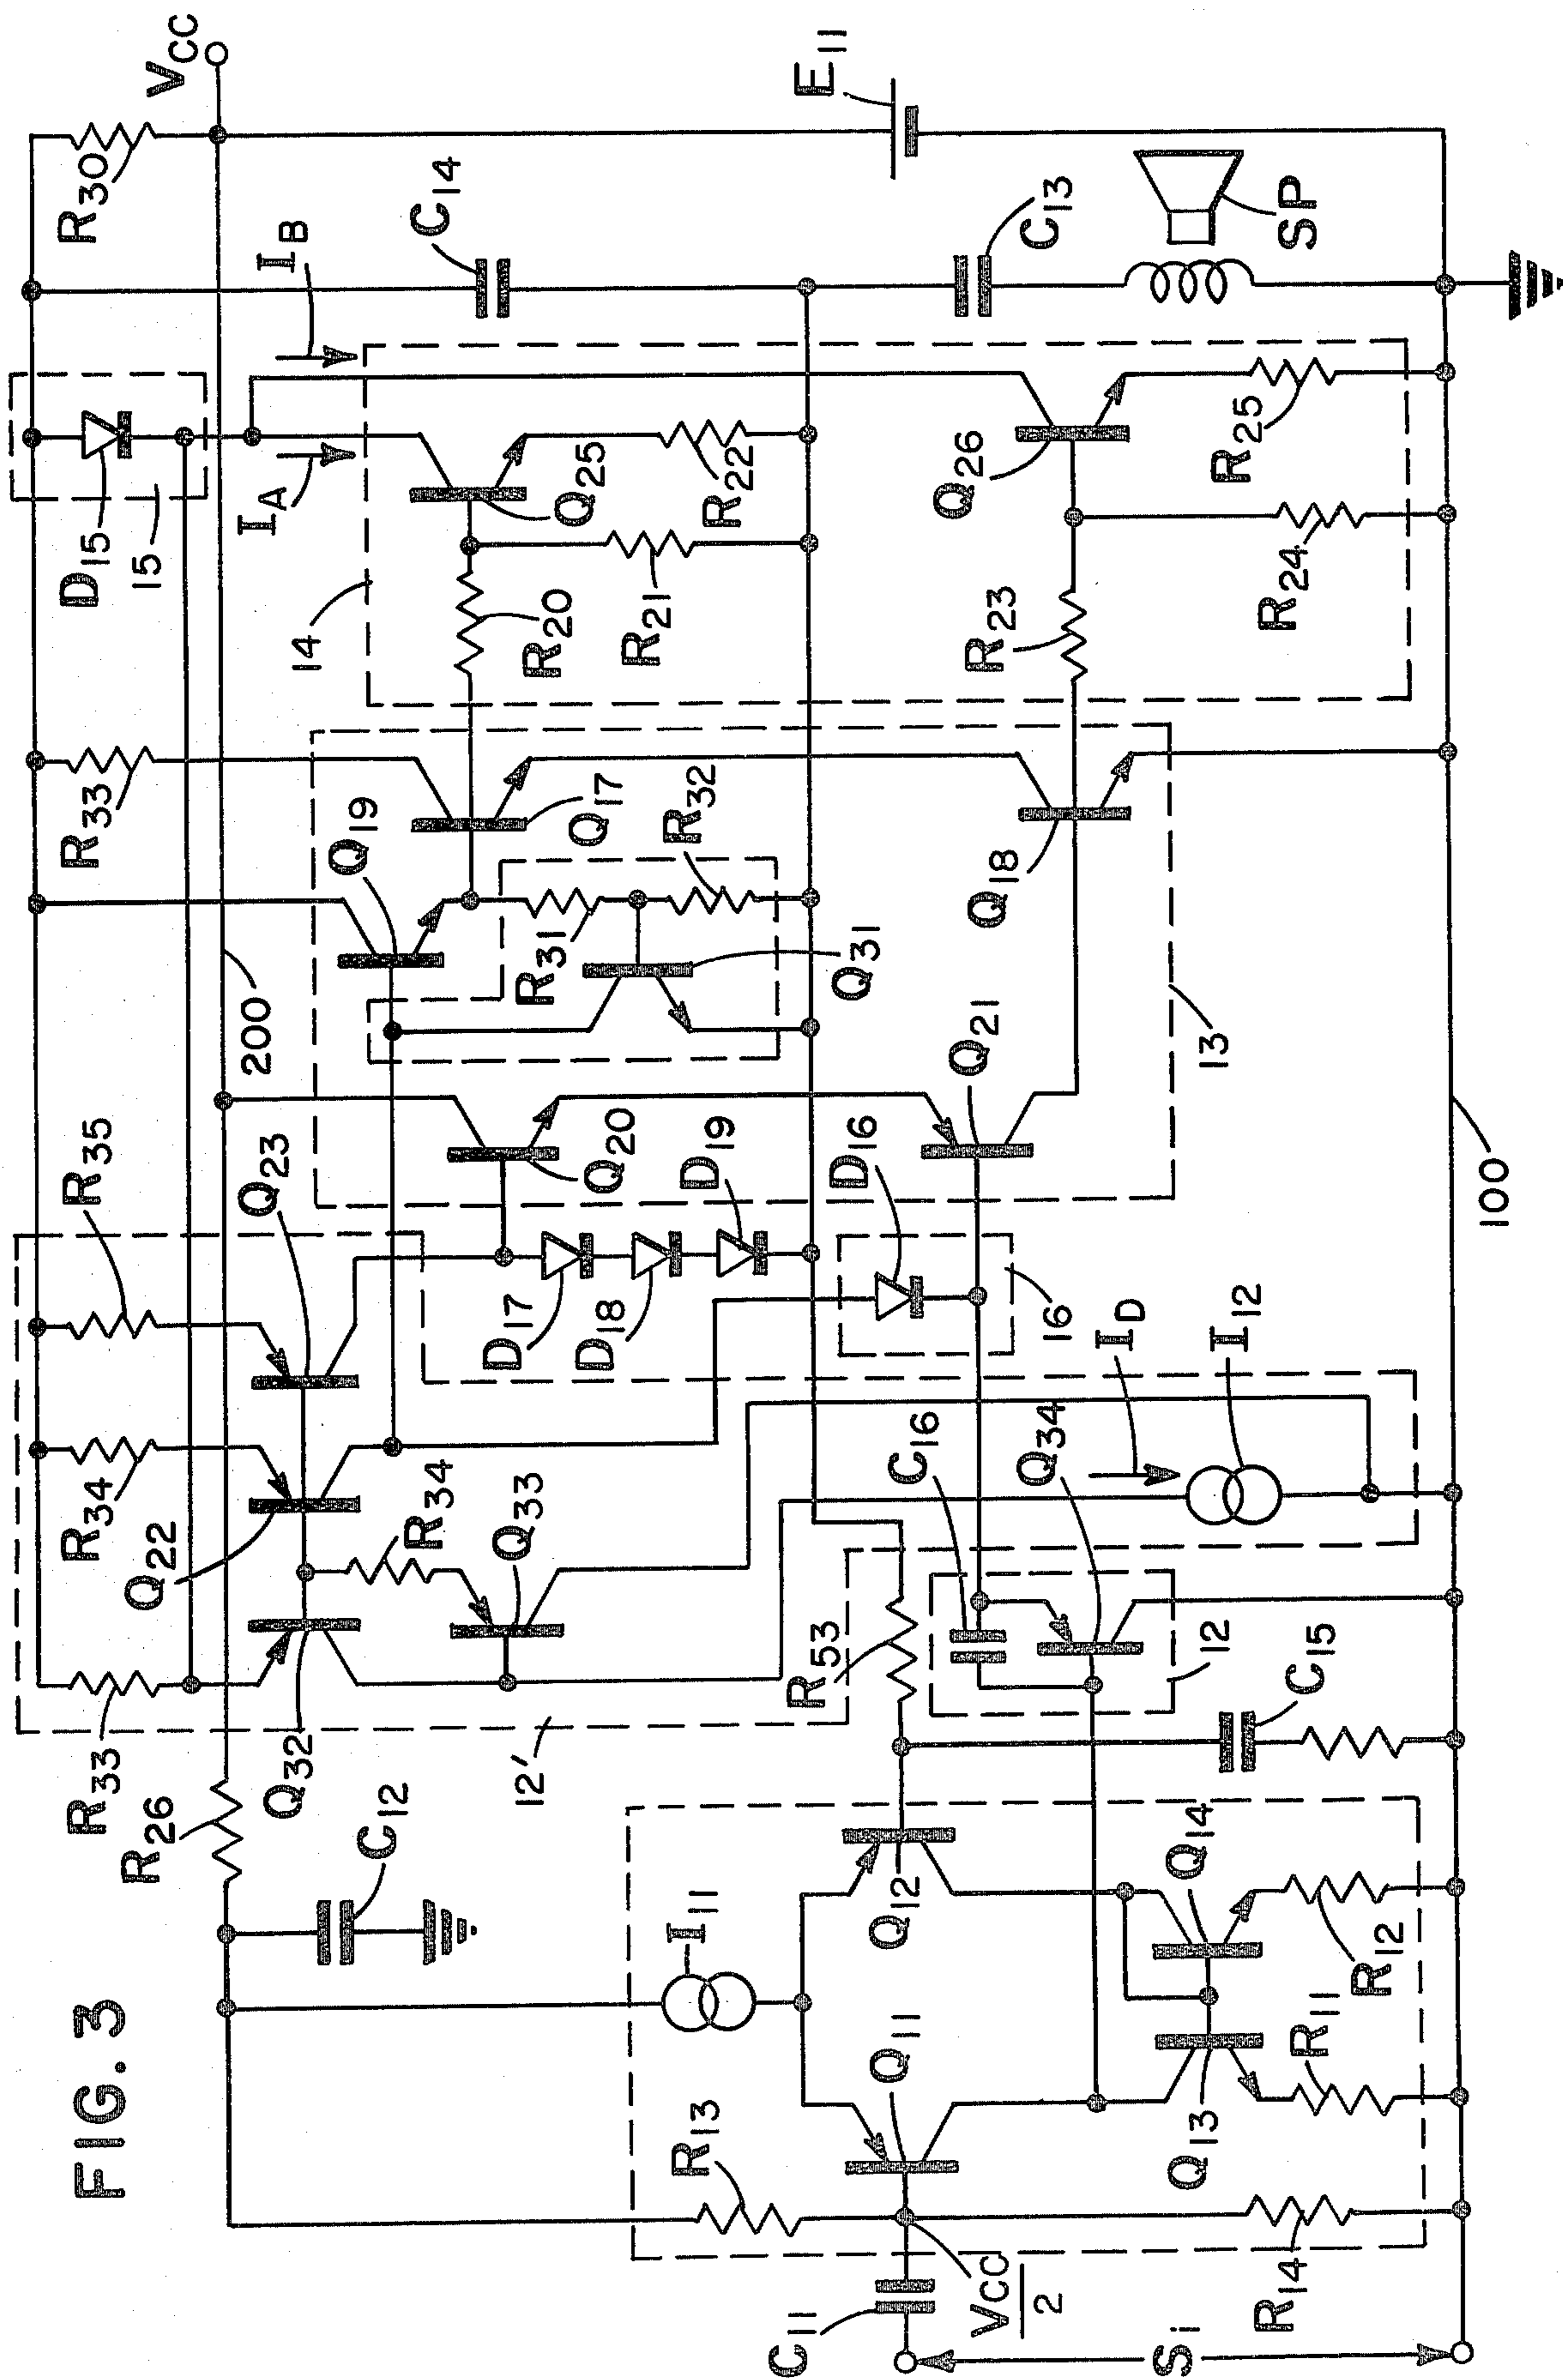 FIG. 3
VCC
R30
D15
15
R33
R35
R34
R33
IA
IB
200
Q19
Q23
Q22
Q32
R26
C12
14
R20
Q25
C14
E11
Q17
R31
R32
R21
R22
Q31
Q20
R34
Q33
D17
D18
D19
12'
I11
R13
Q11
Q12
R53
C16
Q34
D16
16
Q21
Q18
R23
Q26
C13
SP
C11
VCC
2
Q13
Q14
12
C15
ID
I12
13
R24
R25
R14
R11
R12
Si
100